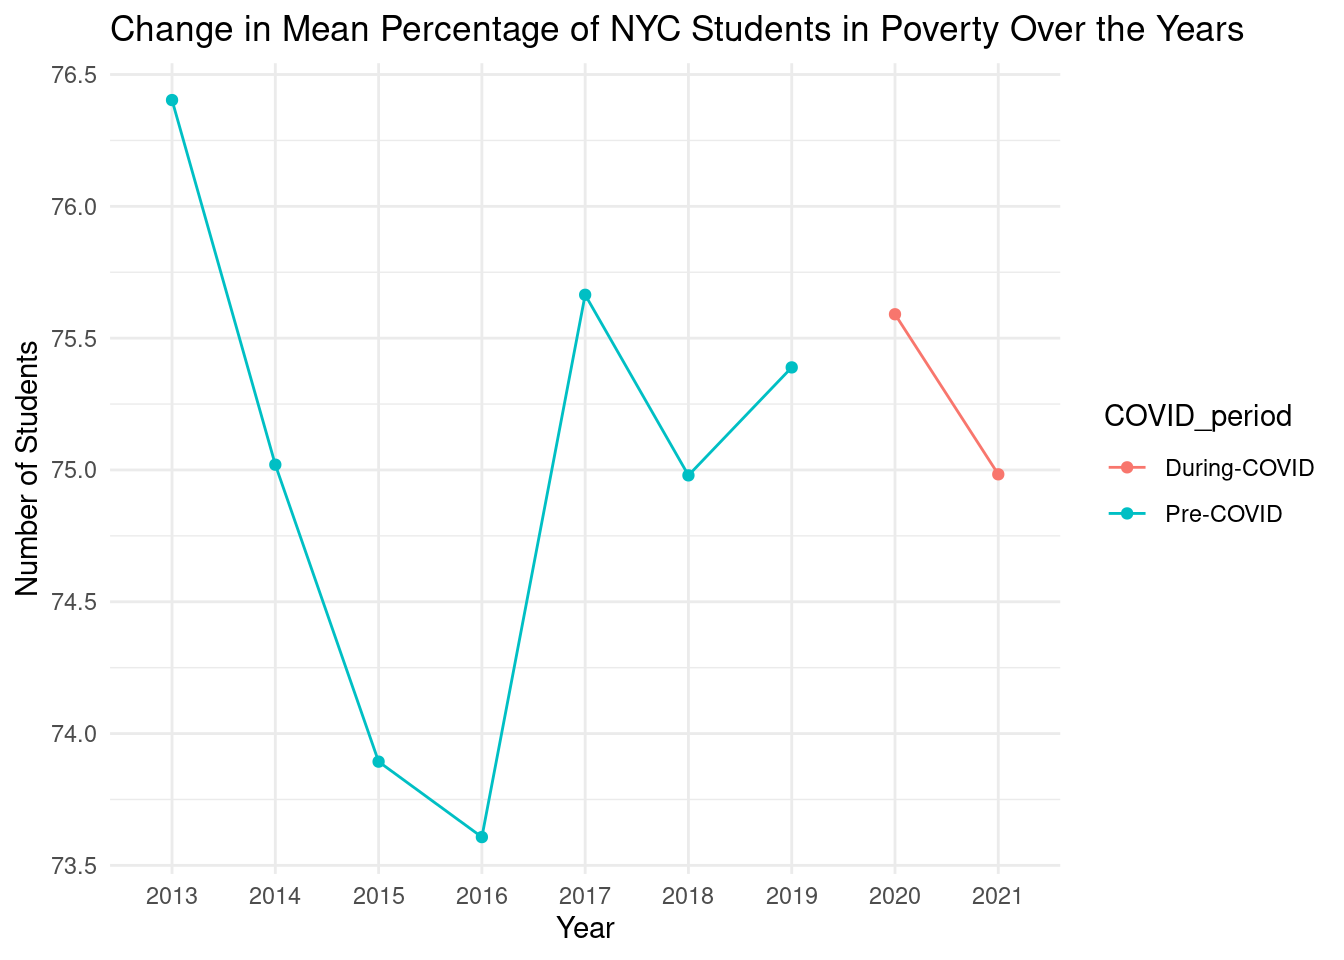 Change in Mean Percentage of NYC Students in Poverty Over the Years
76.5
76.0
75.5
75.0
74.5
74.0
73.5
Number of Students
2013 2014 2015 2016 2017 2018 2019 2020 2021
Year
COVID_period
During-COVID
Pre-COVID